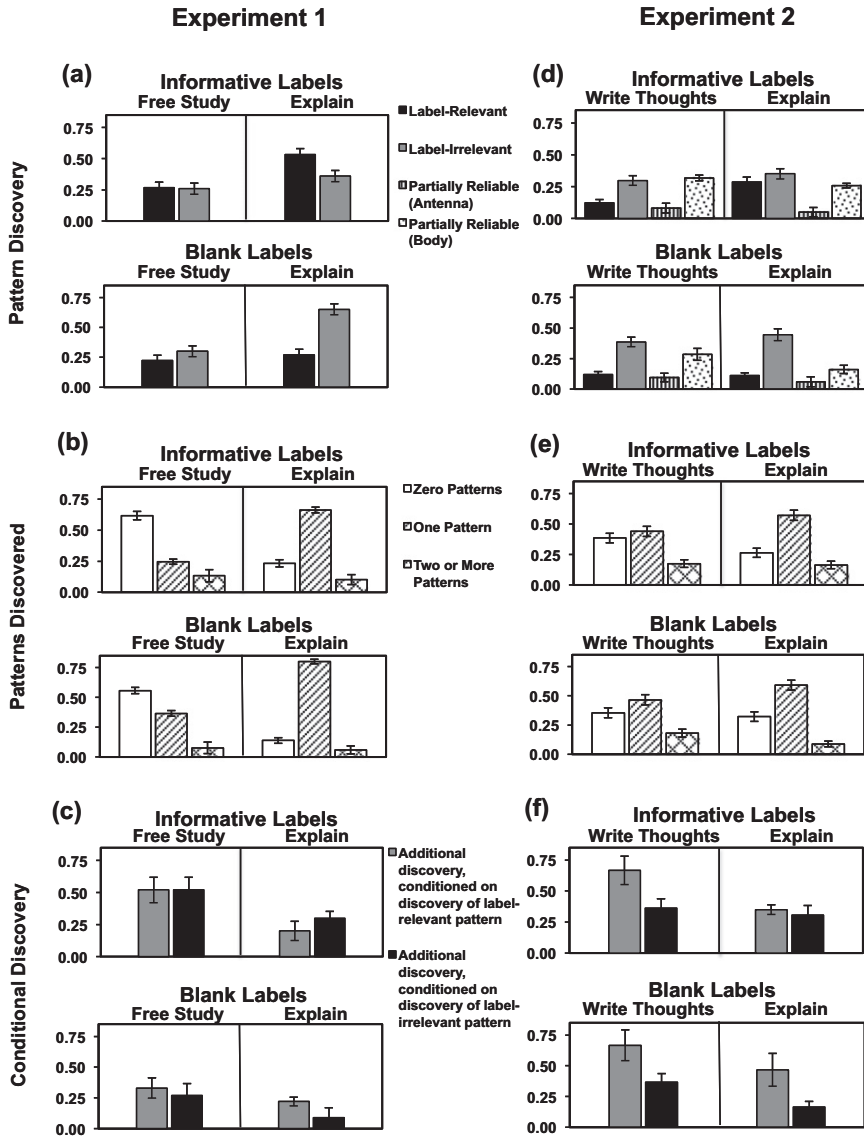 Experiment 1
Experiment 2
(a)
Informative Labels
Free Study Explain
0.75
0.50
0.25
0.00
Label-Relevant
Label-Irrelevant
Partially Reliable
(Antenna)
Partially Reliable
(Body)
Blank Labels
Free Study Explain
0.75
0.50
0.25
0.00
Pattern Discovery
(d)
Informative Labels
Write Thoughts Explain
0.75
0.50
0.25
0.00
Blank Labels
Write Thoughts Explain
0.75
0.50
0.25
0.00
(b)
Informative Labels
Free Study Explain
0.75
0.50
0.25
0.00
Zero Patterns
One Pattern
Two or More
Patterns
Blank Labels
Free Study Explain
0.75
0.50
0.25
0.00
Patterns Discovered
(e)
Informative Labels
Write Thoughts Explain
0.75
0.50
0.25
0.00
Blank Labels
Write Thoughts Explain
0.75
0.50
0.25
0.00
(c)
Informative Labels
Free Study Explain
0.75
0.50
0.25
0.00
Additional
discovery,
conditioned on
discovery of label-
relevant pattern
Additional
discovery,
conditioned on
discovery of label-
irrelevant pattern
Blank Labels
Free Study Explain
0.75
0.50
0.25
0.00
Conditional Discovery
(f)
Informative Labels
Write Thoughts Explain
0.75
0.50
0.25
0.00
Blank Labels
Write Thoughts Explain
0.75
0.50
0.25
0.00